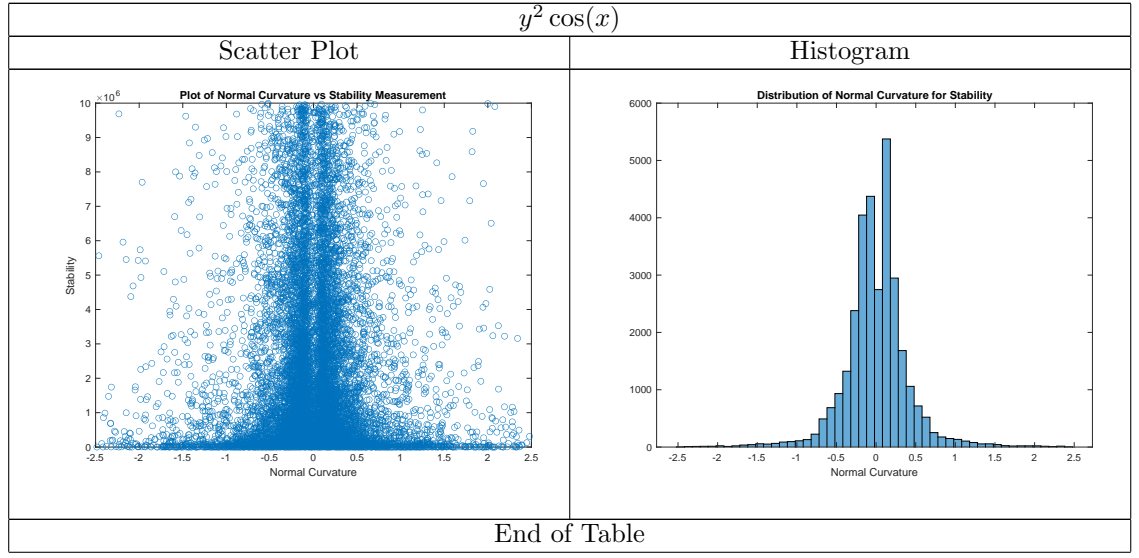 y² cos(x)
Scatter Plot Histogram
Plot of Normal Curvature vs Stability Measurement
10 × 10⁶
9
8
7
6
5
4
3
2
1
0
Stability
-2.5 -2 -1.5 -1 -0.5 0 0.5 1 1.5 2 2.5
Normal Curvature
Distribution of Normal Curvature for Stability
6000
5000
4000
3000
2000
1000
0
-2.5 -2 -1.5 -1 -0.5 0 0.5 1 1.5 2 2.5
Normal Curvature
End of Table